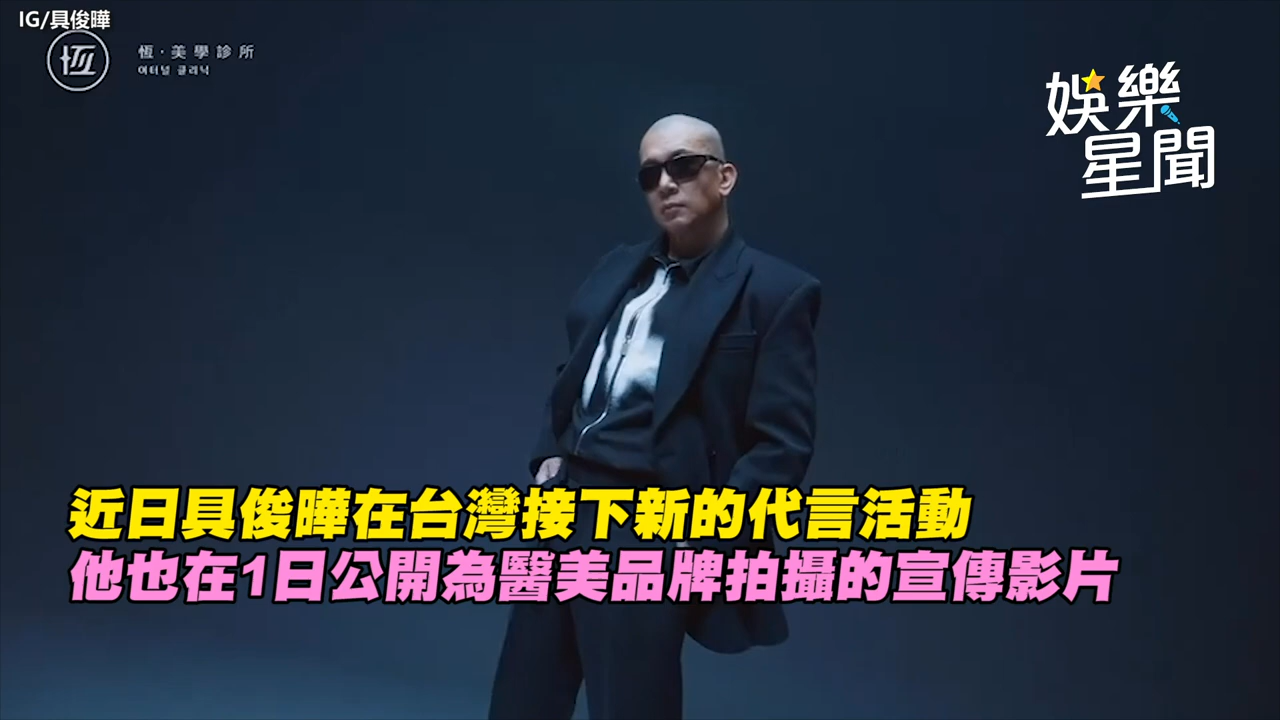 IG/具俊曄
恆
恆・美學診所
이터널 클리닉
娛樂
星聞
近日具俊曄在台灣接下新的代言活動
他也在1日公開為醫美品牌拍攝的宣傳影片